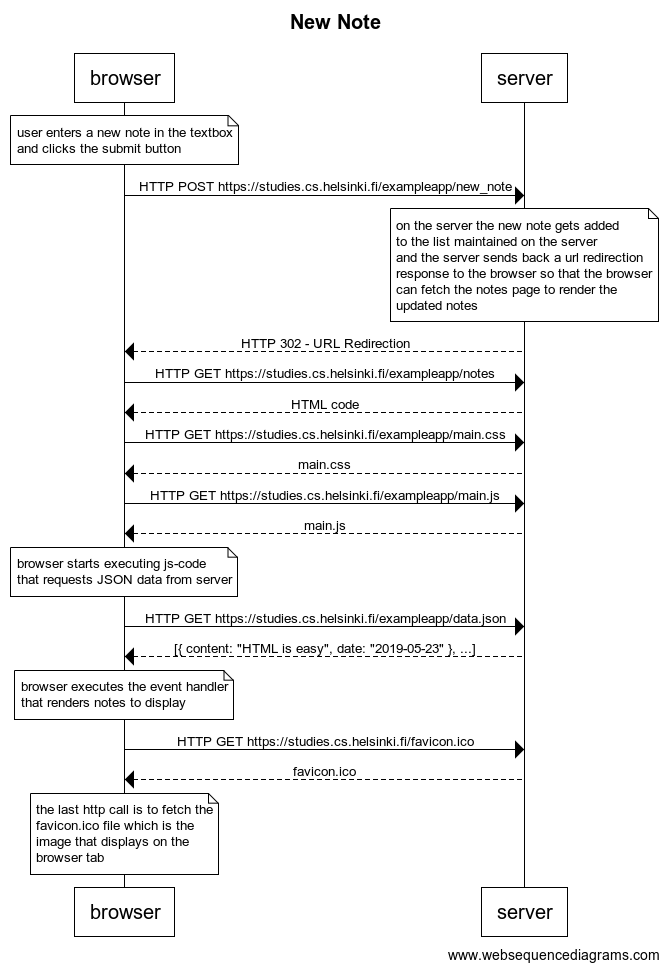 New Note
browser
server
user enters a new note in the textbox
and clicks the submit button
HTTP POST https://studies.cs.helsinki.fi/exampleapp/new_note
on the server the new note gets added
to the list maintained on the server
and the server sends back a url redirection
response to the browser so that the browser
can fetch the notes page to render the
updated notes
HTTP 302 - URL Redirection
HTTP GET https://studies.cs.helsinki.fi/exampleapp/notes
HTML code
HTTP GET https://studies.cs.helsinki.fi/exampleapp/main.css
main.css
HTTP GET https://studies.cs.helsinki.fi/exampleapp/main.js
main.js
browser starts executing js-code
that requests JSON data from server
HTTP GET https://studies.cs.helsinki.fi/exampleapp/data.json
[{ content: "HTML is easy", date: "2019-05-23" }, ...]
browser executes the event handler
that renders notes to display
HTTP GET https://studies.cs.helsinki.fi/favicon.ico
favicon.ico
the last http call is to fetch the
favicon.ico file which is the
image that displays on the
browser tab
browser
server
www.websequencediagrams.com